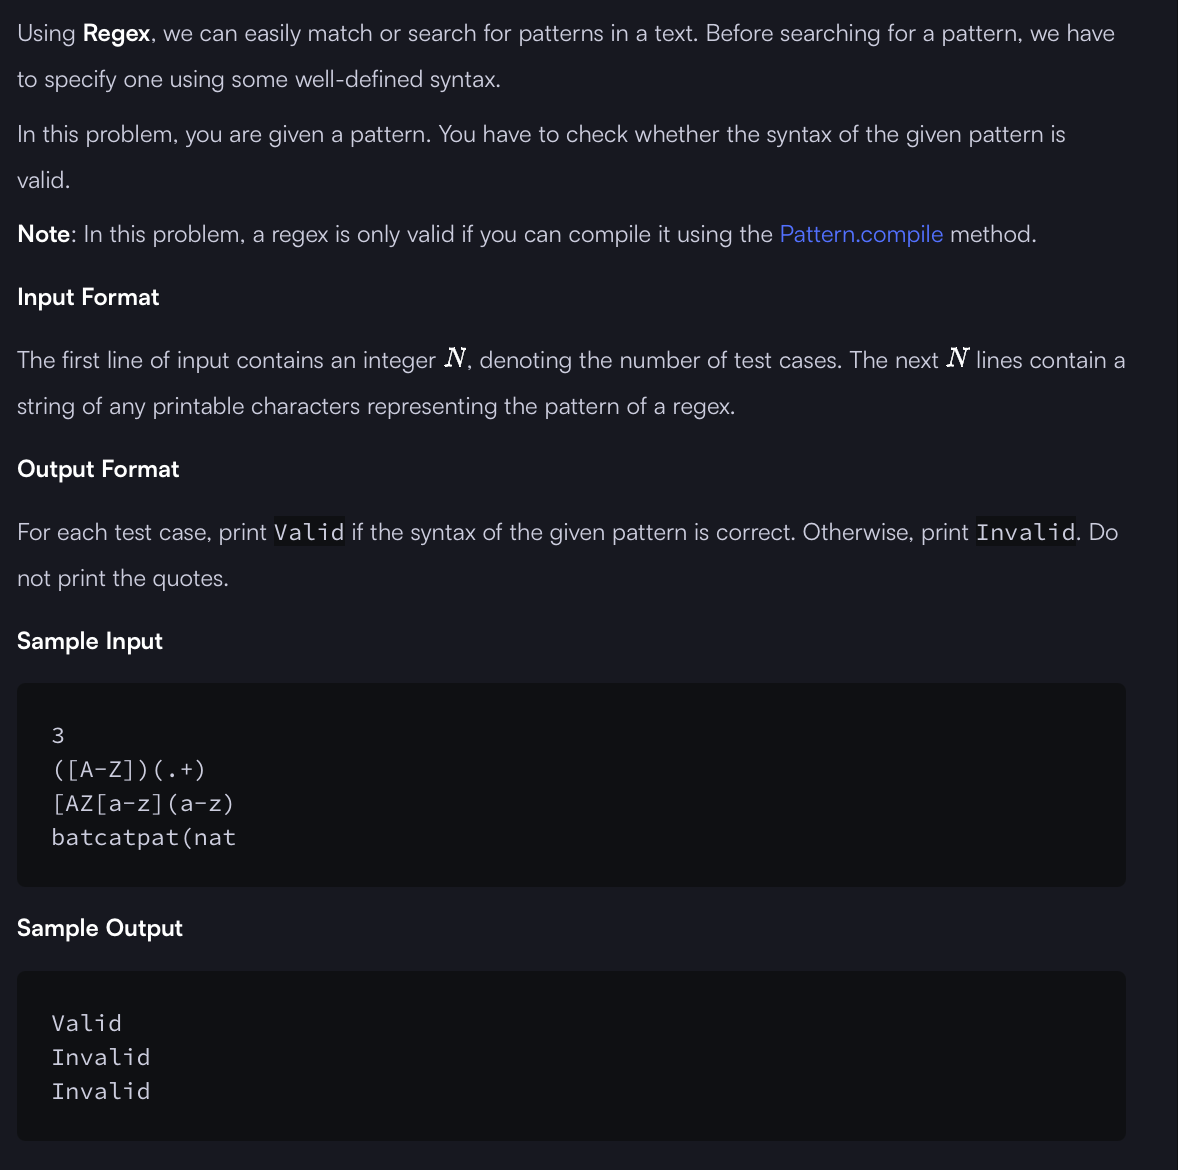 Using Regex, we can easily match or search for patterns in a text. Before searching for a pattern, we have
to specify one using some well-defined syntax.
In this problem, you are given a pattern. You have to check whether the syntax of the given pattern is
valid.
Note: In this problem, a regex is only valid if you can compile it using the Pattern.compile method.
Input Format
The first line of input contains an integer N, denoting the number of test cases. The next N lines contain a
string of any printable characters representing the pattern of a regex.
Output Format
For each test case, print Valid if the syntax of the given pattern is correct. Otherwise, print Invalid. Do
not print the quotes.
Sample Input
3
([A-Z])(.+)
[AZ[a-z](a-z)
batcatpat(nat
Sample Output
Valid
Invalid
Invalid